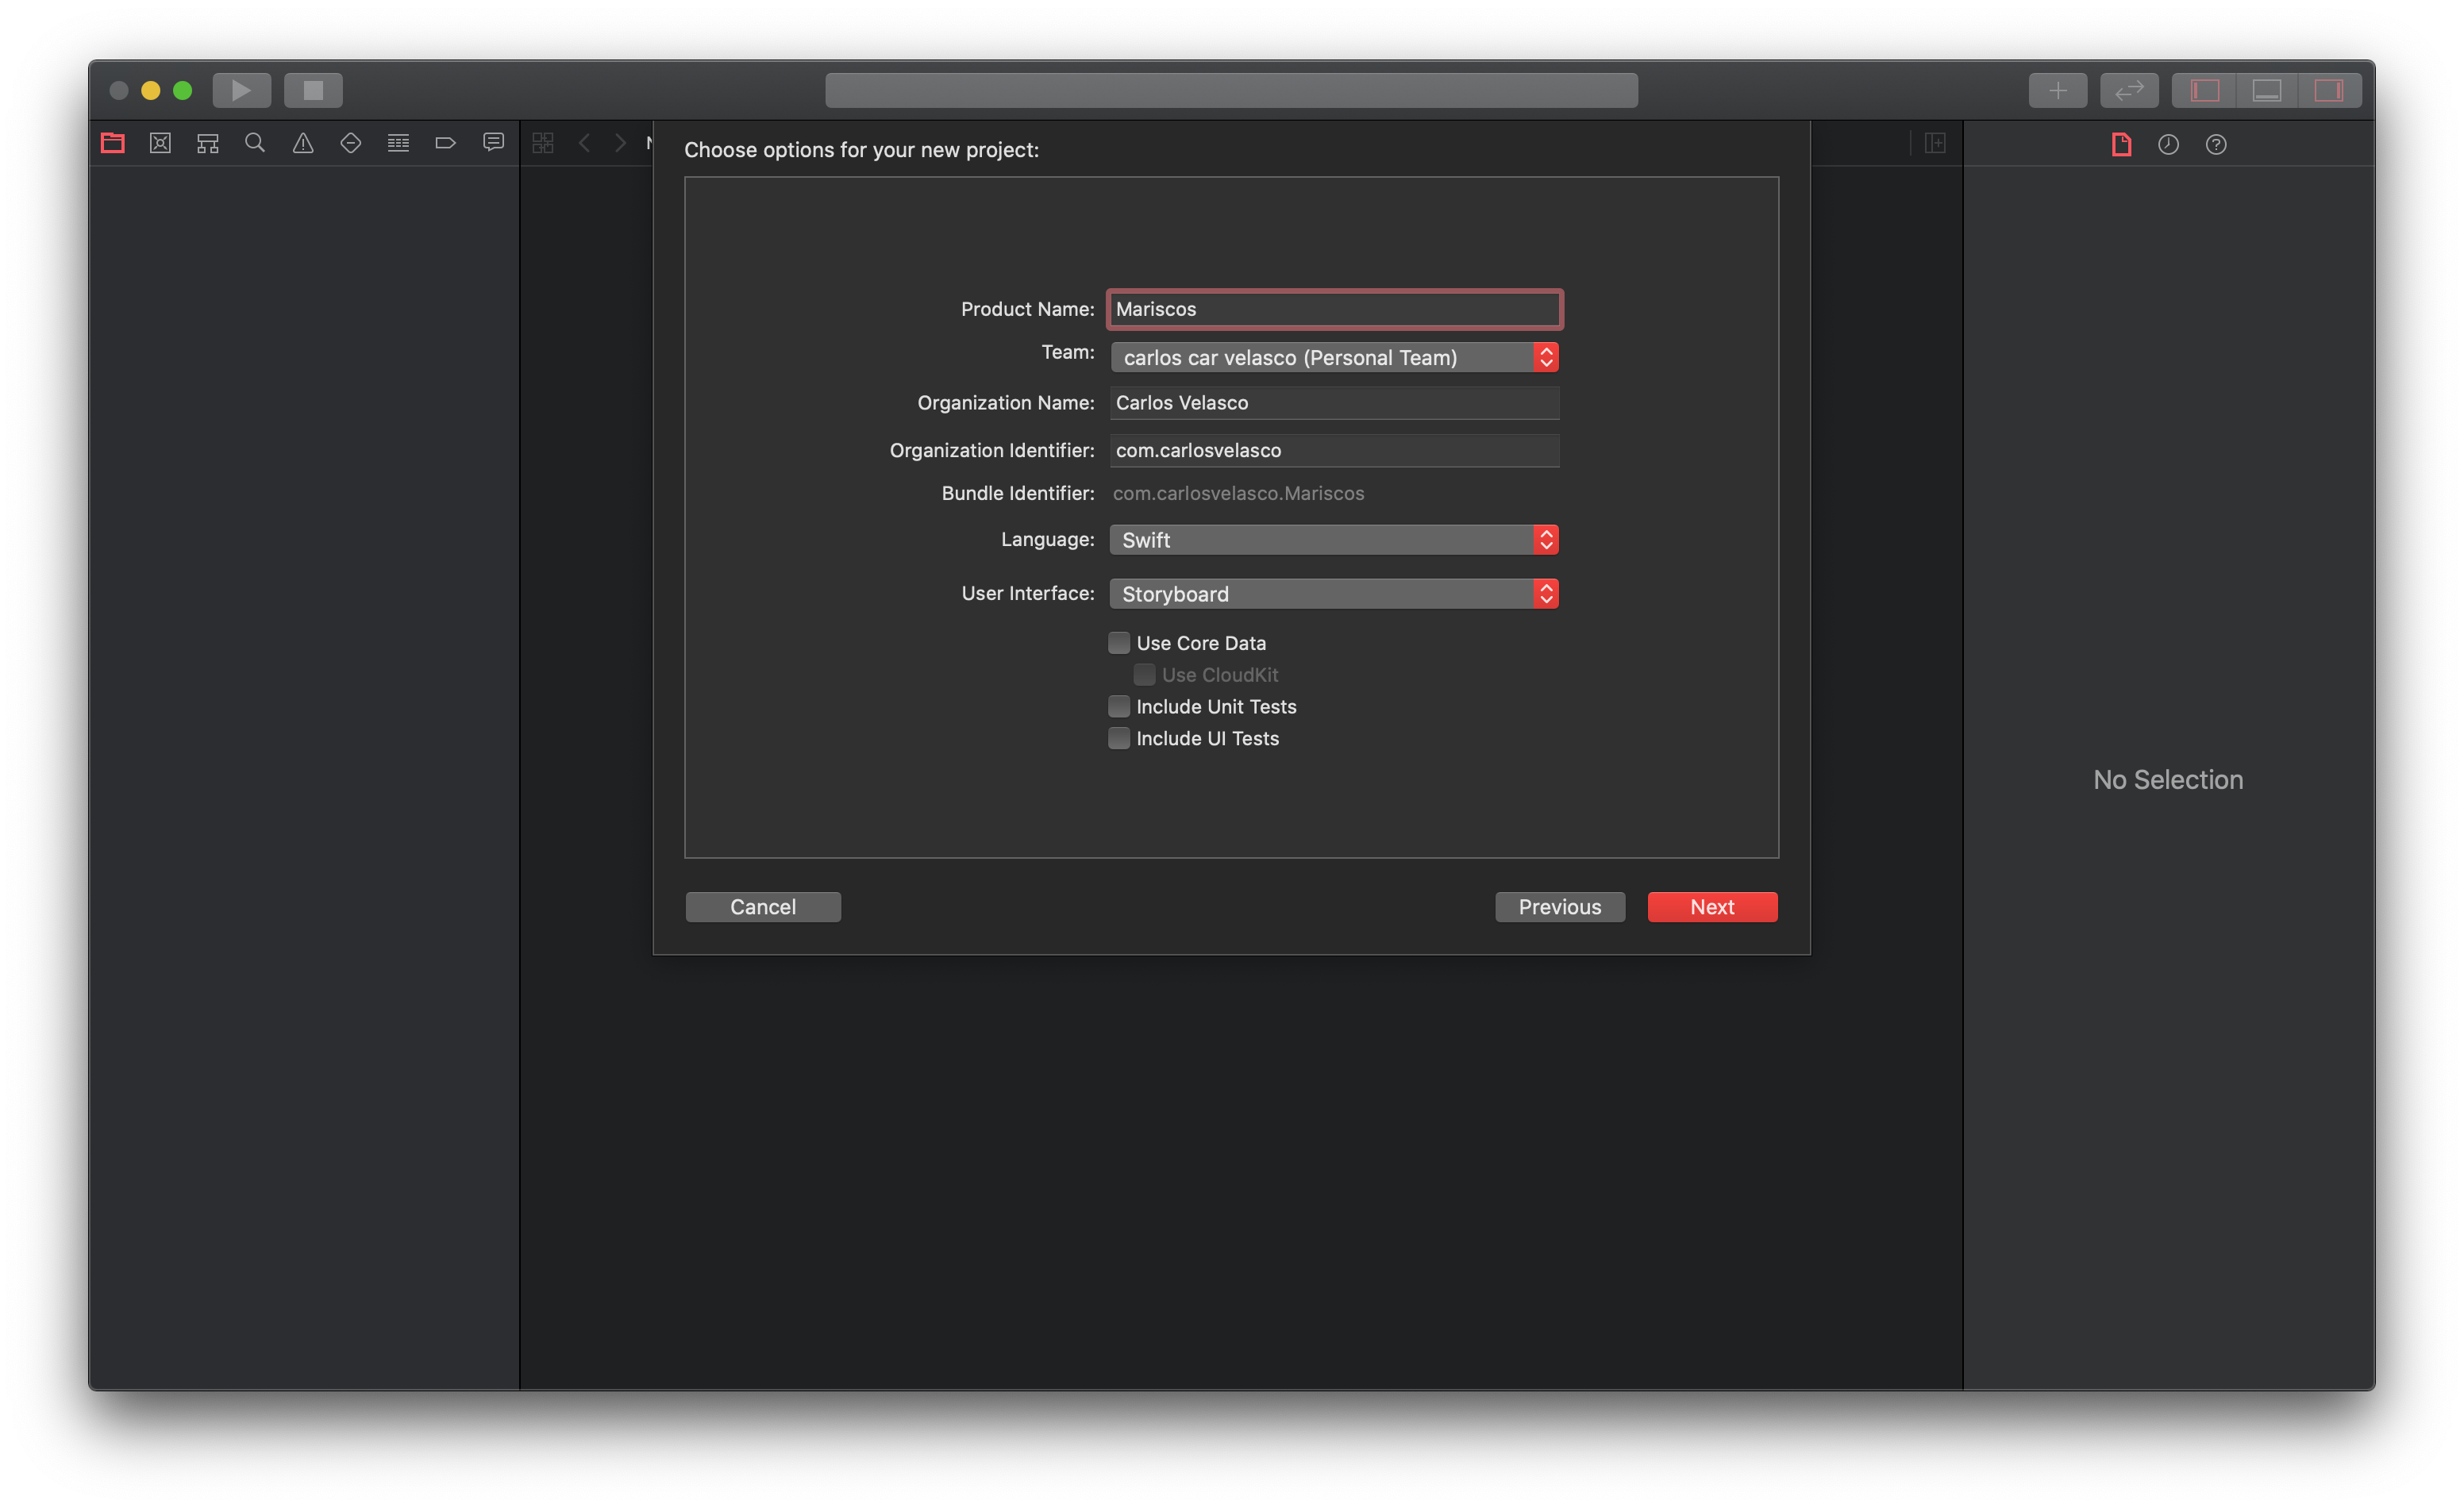 Choose options for your new project:
Product Name: Mariscos
Team: carlos car velasco (Personal Team)
Organization Name: Carlos Velasco
Organization Identifier: com.carlosvelasco
Bundle Identifier: com.carlosvelasco.Mariscos
Language: Swift
User Interface: Storyboard
Use Core Data
Use CloudKit
Include Unit Tests
Include UI Tests
No Selection
Cancel Previous Next